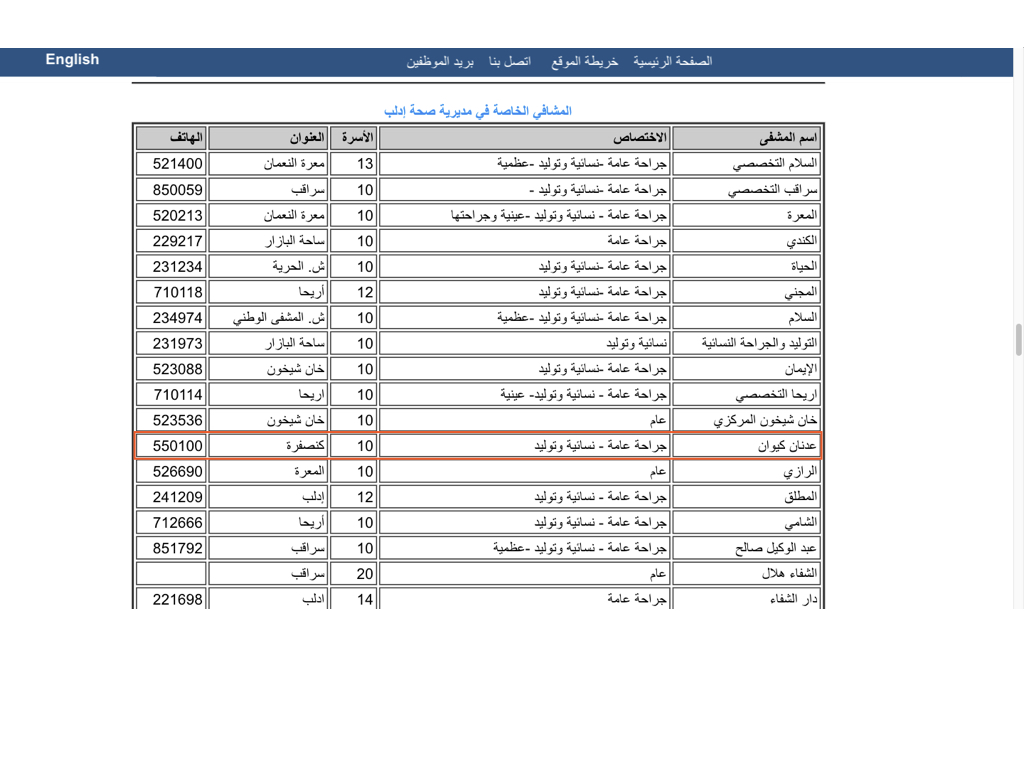 الصفحة الرئيسية خريطة الموقع اتصل بنا بريد الموظفين English
المشافي الخاصة في مديرية صحة إدلب
اسم المشفى الاختصاص الأسرة العنوان الهاتف
السلام التخصصي جراحة عامة -نسائية وتوليد -عظمية 13 معرة النعمان 521400
سراقب التخصصي جراحة عامة -نسائية وتوليد - 10 سراقب 850059
المعرة جراحة عامة - نسائية وتوليد -عينية وجراحتها 10 معرة النعمان 520213
الكندي جراحة عامة 10 ساحة البازار 229217
الحياة جراحة عامة -نسائية وتوليد 10 ش. الحرية 231234
المجني جراحة عامة -نسائية وتوليد 12 أريحا 710118
السلام جراحة عامة -نسائية وتوليد -عظمية 10 ش. المشفى الوطني 234974
التوليد والجراحة النسائية نسائية وتوليد 10 ساحة البازار 231973
الإيمان جراحة عامة -نسائية وتوليد 10 خان شيخون 523088
اريحا التخصصي جراحة عامة - نسائية وتوليد- عينية 10 اريحا 710114
خان شيخون المركزي عام 10 خان شيخون 523536
عدنان كيوان جراحة عامة - نسائية وتوليد 10 كنصفرة 550100
الرازي عام 10 المعرة 526690
المطلق جراحة عامة - نسائية وتوليد 12 إدلب 241209
الشامي جراحة عامة - نسائية وتوليد 10 أريحا 712666
عبد الوكيل صالح جراحة عامة - نسائية وتوليد -عظمية 10 سراقب 851792
الشفاء هلال عام 20 سراقب
دار الشفاء جراحة عامة 14 ادلب 221698